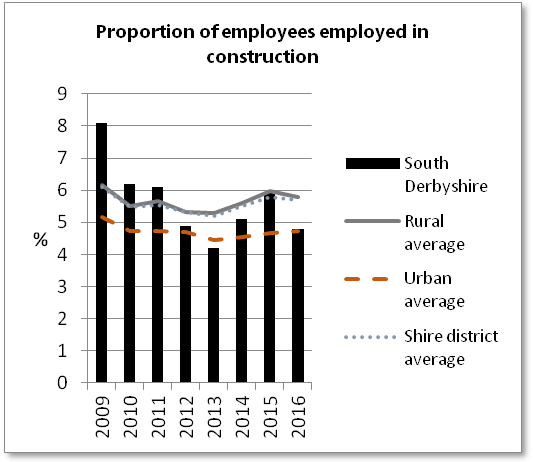 Proportion of employees employed in
construction
9
8
7
6
5
4
3
2
1
0
%
2009
2010
2011
2012
2013
2014
2015
2016
South
Derbyshire
Rural
average
Urban
average
Shire district
average